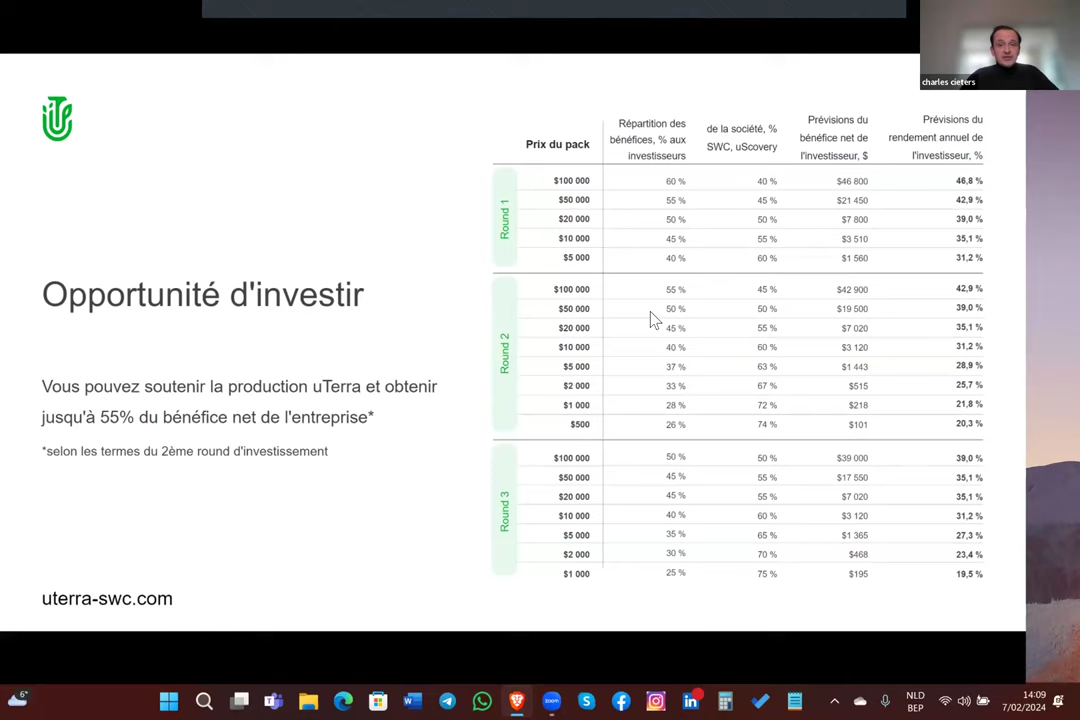 charles cieters
Opportunité d'investir
Vous pouvez soutenir la production uTerra et obtenir
jusqu'à 55% du bénéfice net de l'entreprise*
*selon les termes du 2ème round d'investissement
uterra-swc.com
Prix du pack
Répartition des
bénéfices, % aux
investisseurs
de la société, %
SWC, uScovery
Prévisions du
bénéfice net de
l'investisseur, $
Prévisions du
rendement annuel de
l'investisseur, %
Round 1
$100 000 60 % 40 % $46 800 46,8 %
$50 000 55 % 45 % $21 450 42,9 %
$20 000 50 % 50 % $7 800 39,0 %
$10 000 45 % 55 % $3 510 35,1 %
$5 000 40 % 60 % $1 560 31,2 %
Round 2
$100 000 55 % 45 % $42 900 42,9 %
$50 000 50 % 50 % $19 500 39,0 %
$20 000 45 % 55 % $7 020 35,1 %
$10 000 40 % 60 % $3 120 31,2 %
$5 000 37 % 63 % $1 443 28,9 %
$2 000 33 % 67 % $515 25,7 %
$1 000 28 % 72 % $218 21,8 %
$500 26 % 74 % $101 20,3 %
Round 3
$100 000 50 % 50 % $39 000 39,0 %
$50 000 45 % 55 % $17 550 35,1 %
$20 000 45 % 55 % $7 020 35,1 %
$10 000 40 % 60 % $3 120 31,2 %
$5 000 35 % 65 % $1 365 27,3 %
$2 000 30 % 70 % $468 23,4 %
$1 000 25 % 75 % $195 19,5 %
6°
zoom
NLD
BEP
14:09
7/02/2024